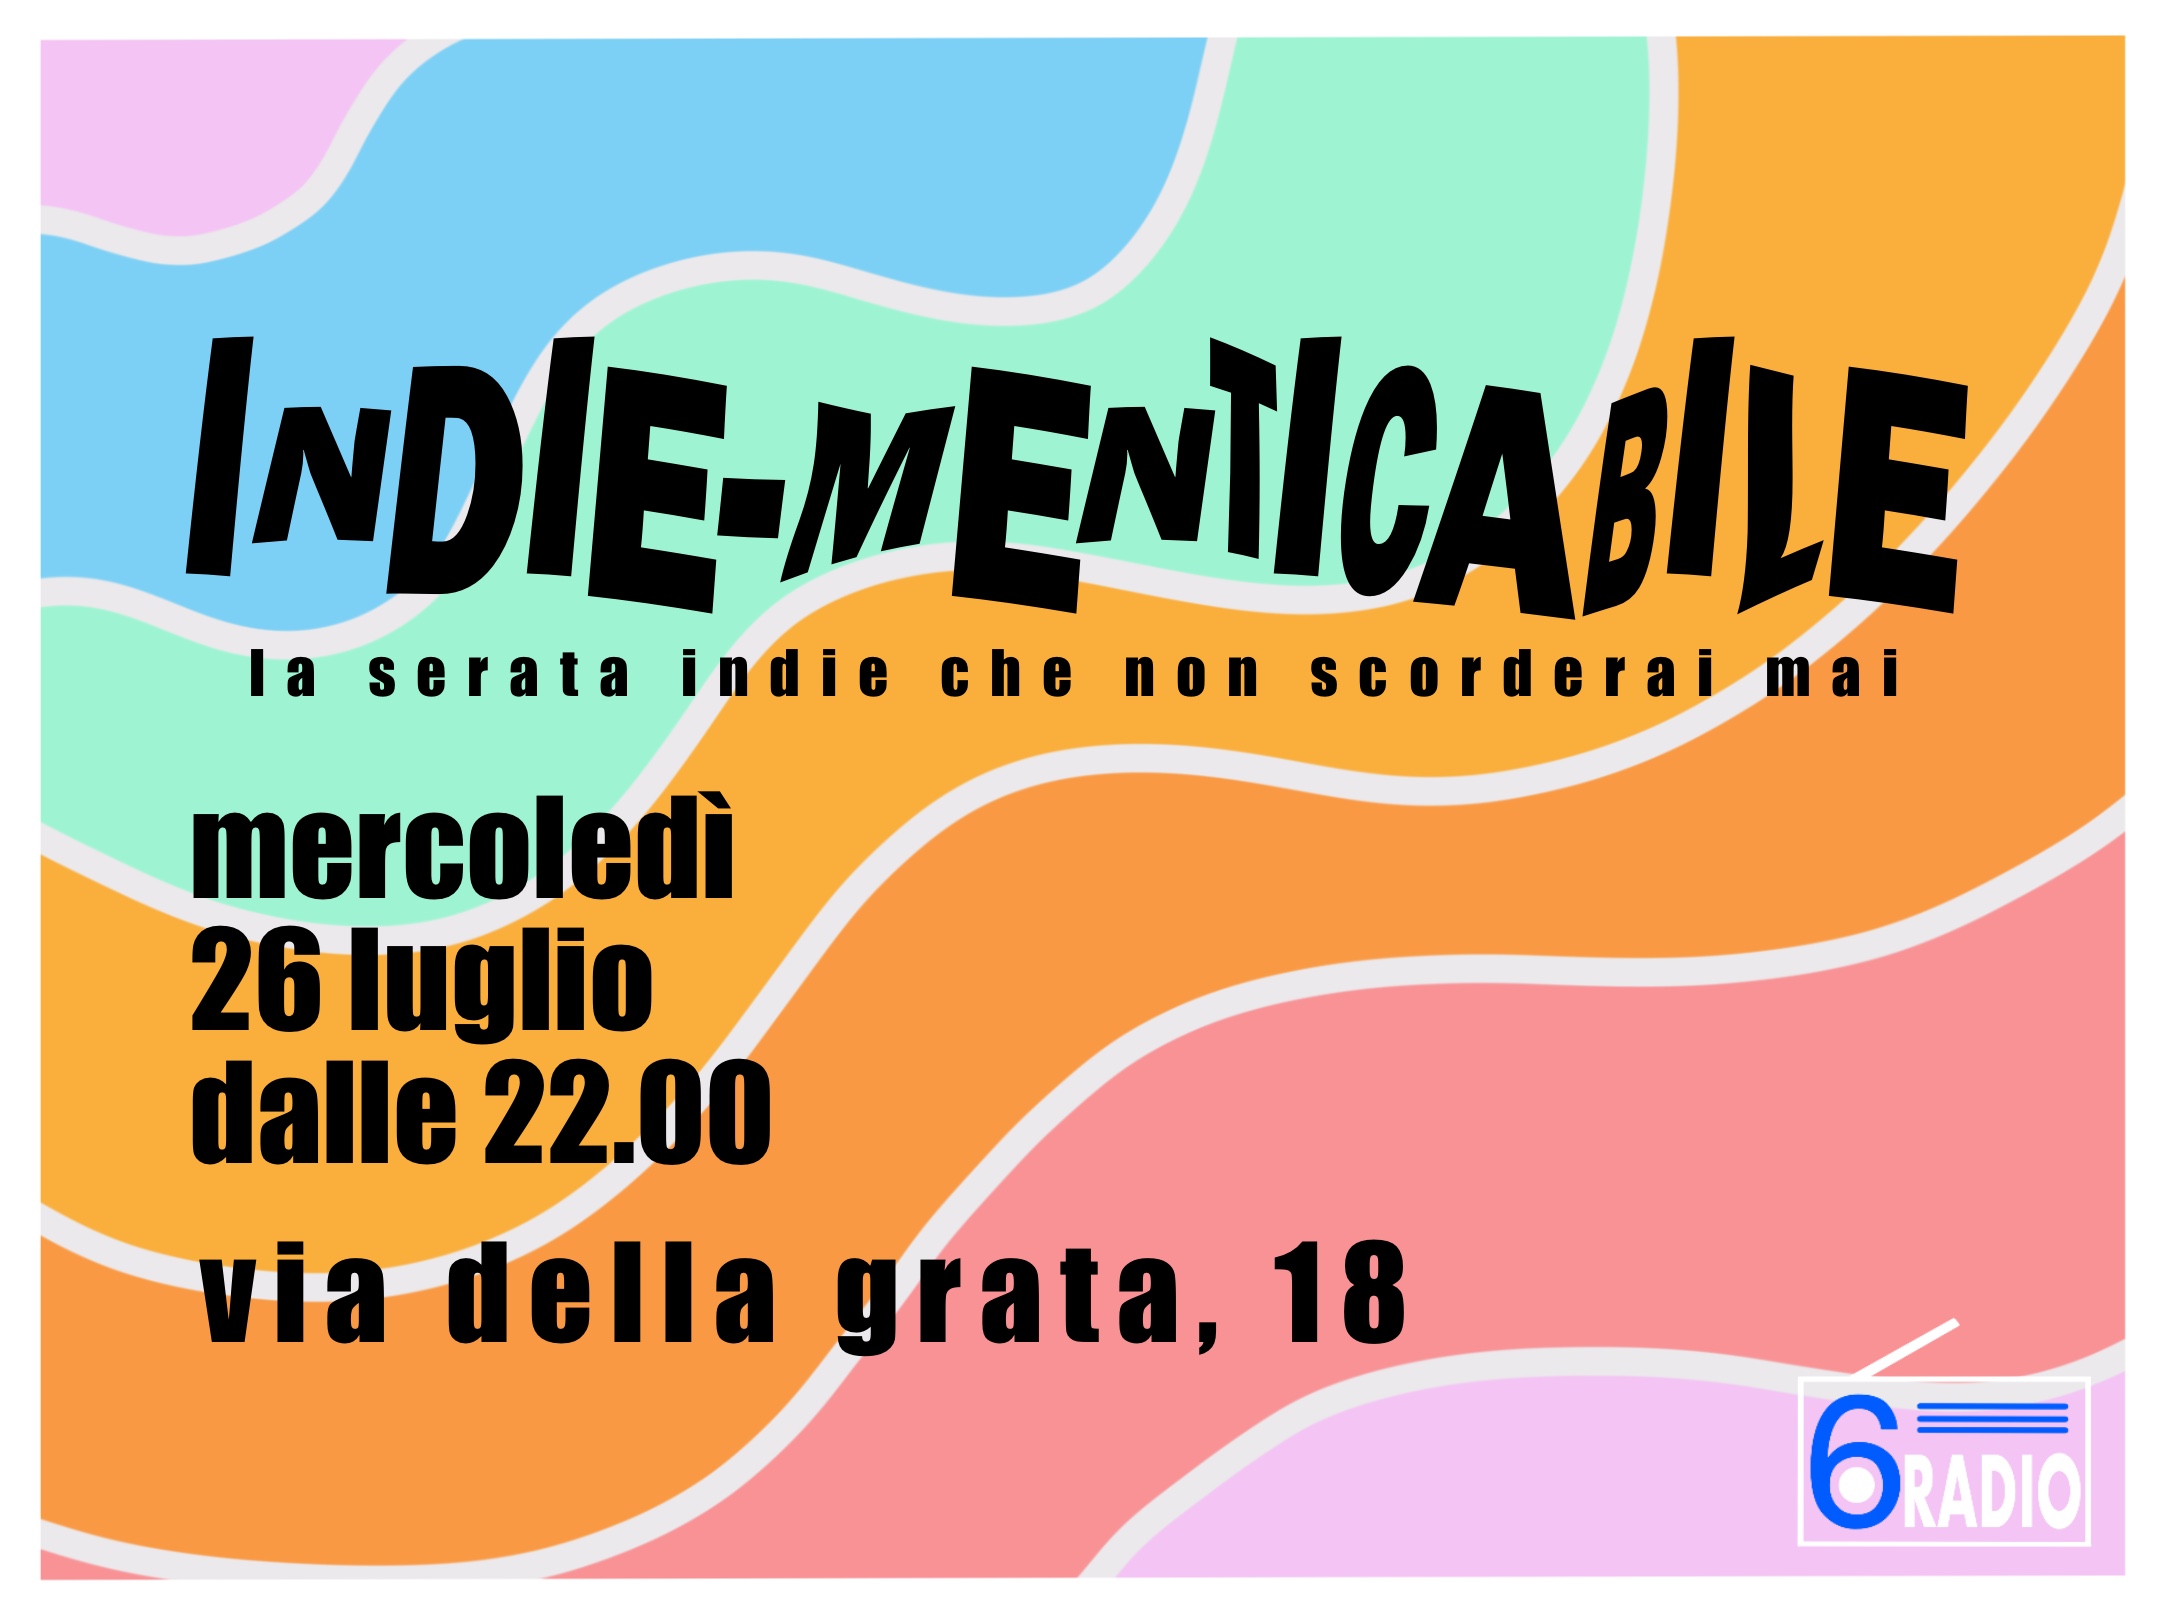 INDIE-MENTICABILE
la serata indie che non scorderai mai
mercoledì
26 luglio
dalle 22.00
via della grata, 18
6 RADIO